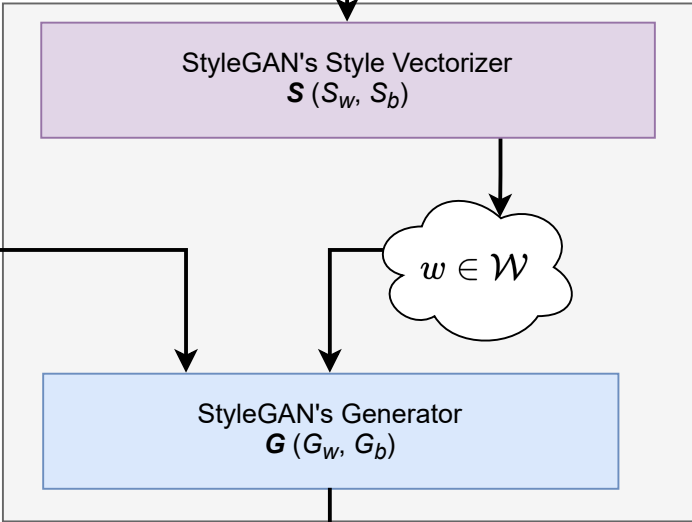 StyleGAN's Style Vectorizer
S (S_w, S_b)
w ∈ 𝒲
StyleGAN's Generator
G (G_w, G_b)